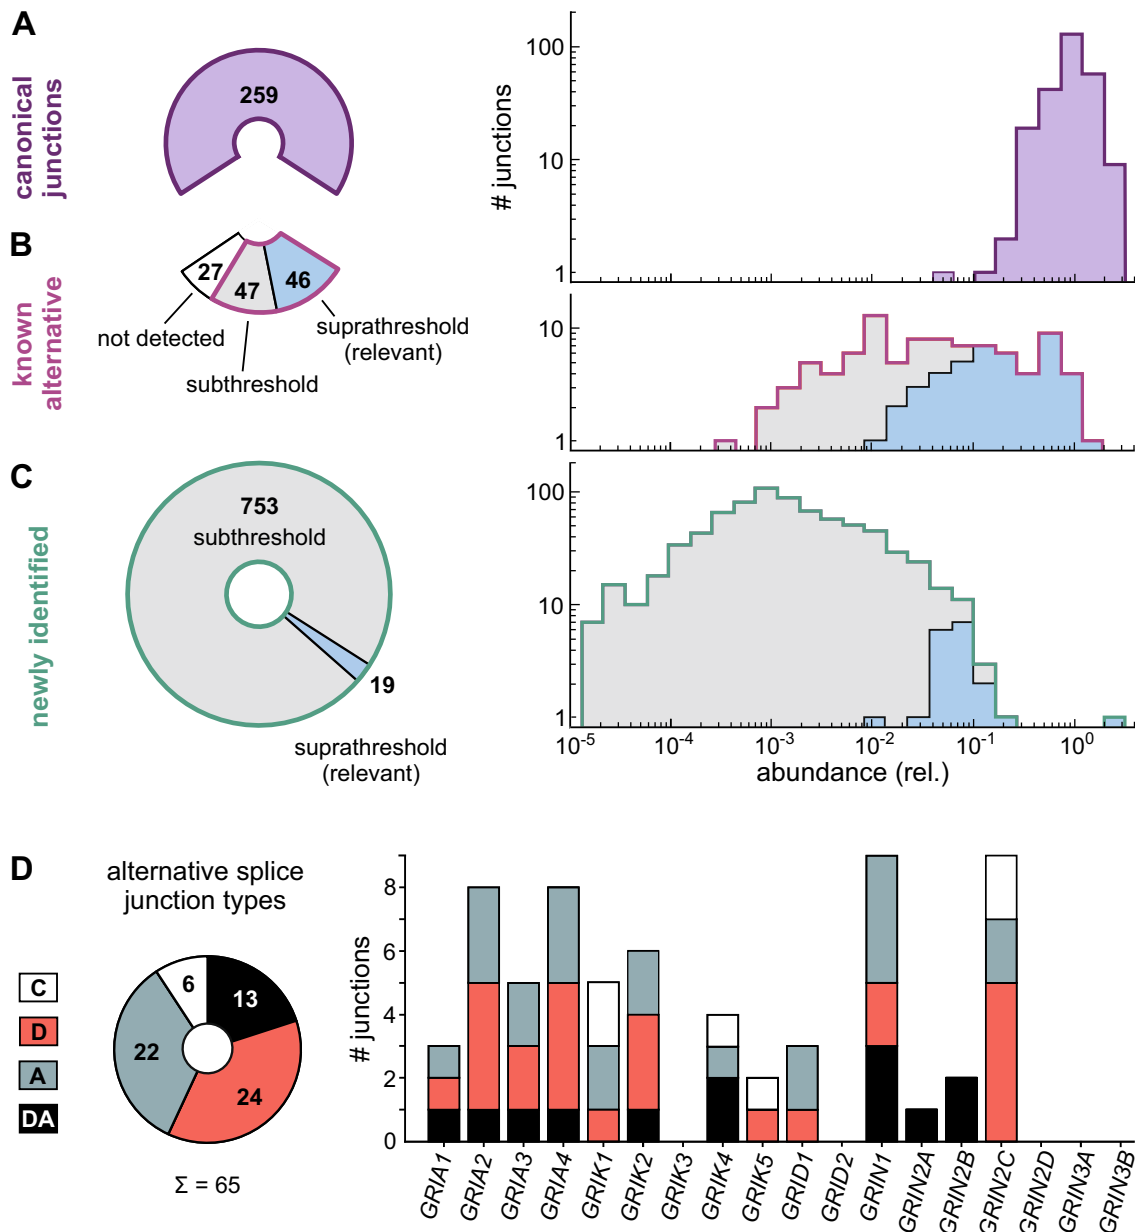 A
canonical
junctions
259
# junctions
100
10
1
B
known
alternative
27
47
46
not detected
subthreshold
suprathreshold
(relevant)
10
1
C
newly identified
753
subthreshold
19
suprathreshold
(relevant)
100
10
1
10-5
10-4
10-3
10-2
10-1
100
abundance (rel.)
D
alternative splice
junction types
C
D
A
DA
6
13
22
24
Σ = 65
# junctions
8
6
4
2
0
GRIA1
GRIA2
GRIA3
GRIA4
GRIK1
GRIK2
GRIK3
GRIK4
GRIK5
GRID1
GRID2
GRIN1
GRIN2A
GRIN2B
GRIN2C
GRIN2D
GRIN3A
GRIN3B